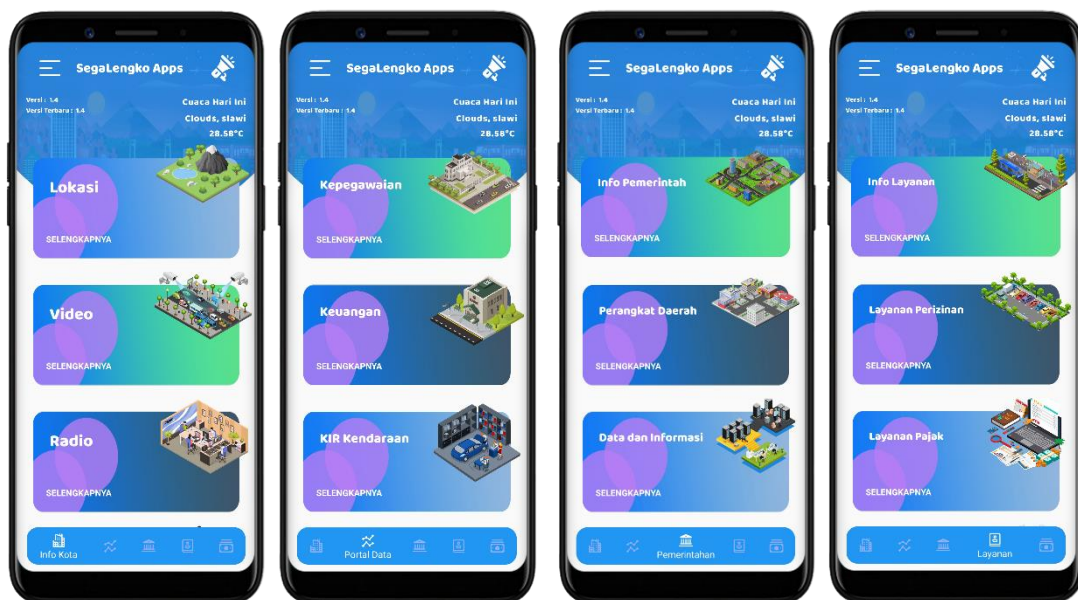 SegaLengko Apps
Versi : 1.4
Versi Terbaru : 1.4
Cuaca Hari Ini
Clouds, slawi
28.58°C
Lokasi
SELENGKAPNYA
Video
SELENGKAPNYA
Radio
SELENGKAPNYA
Info Kota
SegaLengko Apps
Versi : 1.4
Versi Terbaru : 1.4
Cuaca Hari Ini
Clouds, slawi
28.58°C
Kepegawaian
SELENGKAPNYA
Keuangan
SELENGKAPNYA
KIR Kendaraan
SELENGKAPNYA
Portal Data
SegaLengko Apps
Versi : 1.4
Versi Terbaru : 1.4
Cuaca Hari Ini
Clouds, slawi
28.58°C
Info Pemerintah
SELENGKAPNYA
Perangkat Daerah
SELENGKAPNYA
Data dan Informasi
SELENGKAPNYA
Pemerintahan
SegaLengko Apps
Versi : 1.4
Versi Terbaru : 1.4
Cuaca Hari Ini
Clouds, slawi
28.58°C
Info Layanan
SELENGKAPNYA
Layanan Perizinan
SELENGKAPNYA
Layanan Pajak
SELENGKAPNYA
Layanan